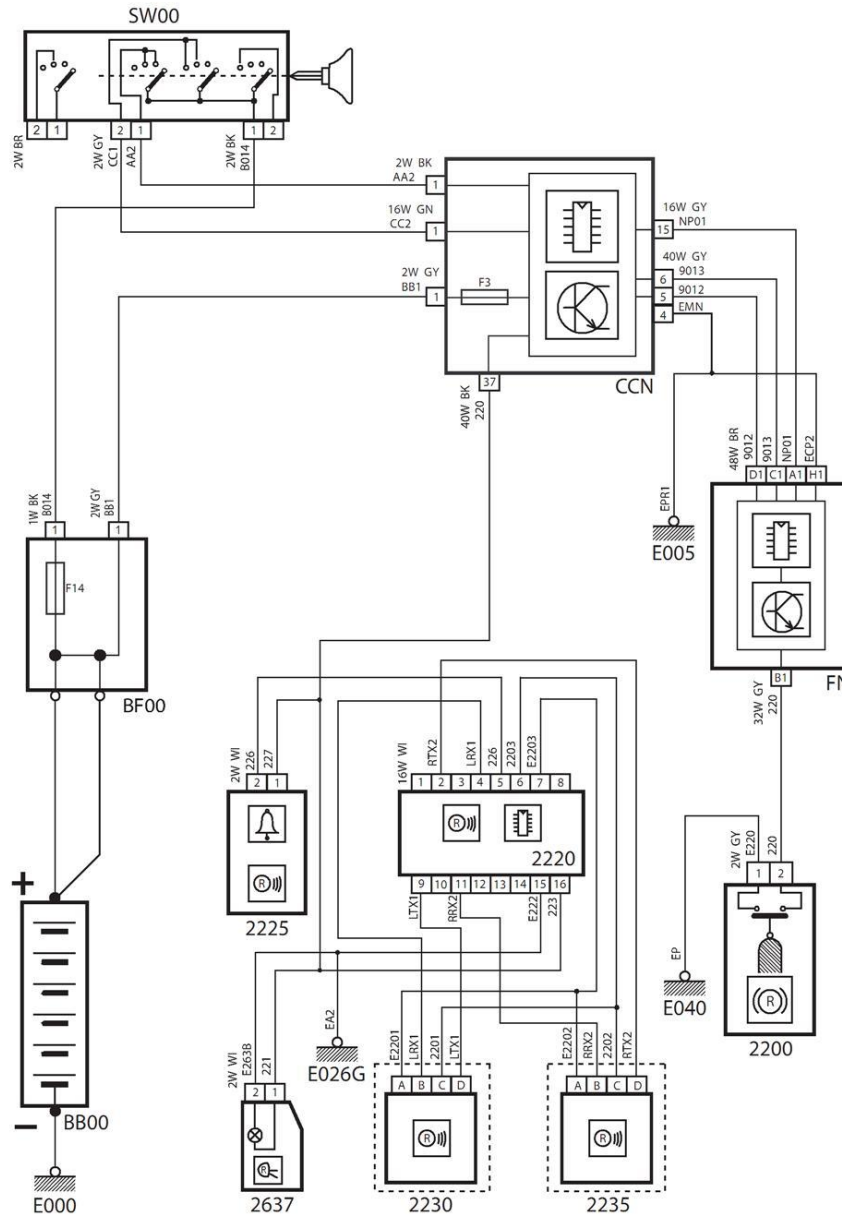 SW00
2 1
2 1
1 2
2W BR
2W GY
CC1
AA2
2W BK
B014
2W BK
AA2
1
16W GN
CC2
1
2W GY
BB1
1
F3
16W GY
NP01
15
40W GY
6
9013
5
9012
4
EMN
37
CCN
40W BK
220
48W BR
9012
9013
NP01
ECP2
D1 C1 A1 H1
EPR1
E005
1W BK
B014
2W GY
BB1
1
1
F14
BF00
B1
FN
32W GY
220
2W WI
226
227
2 1
2225
16W WI
RTX2
LRX1
226
2203
E2203
1 2 3 4 5 6 7 8
2220
9 10 11 12 13 14 15 16
LTX1
RRX2
E222
223
2W GY
E220
220
1 2
R
2200
EP
E040
+
–
BB00
E000
2W WI
E263B
221
2 1
R
2637
EA2
E026G
E2201
LRX1
2201
LTX1
A B C D
R
2230
E2202
RRX2
2202
RTX2
A B C D
R
2235